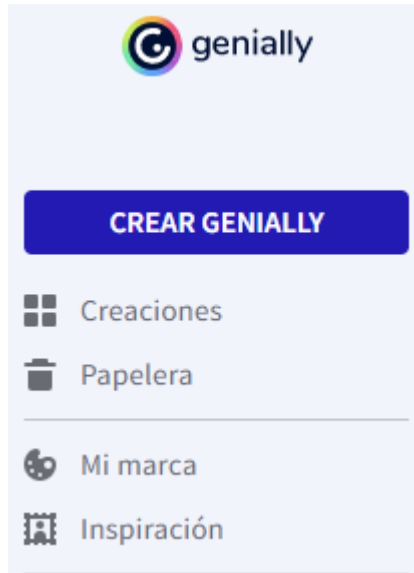 genially
CREAR GENIALLY
Creaciones
Papelera
Mi marca
Inspiración